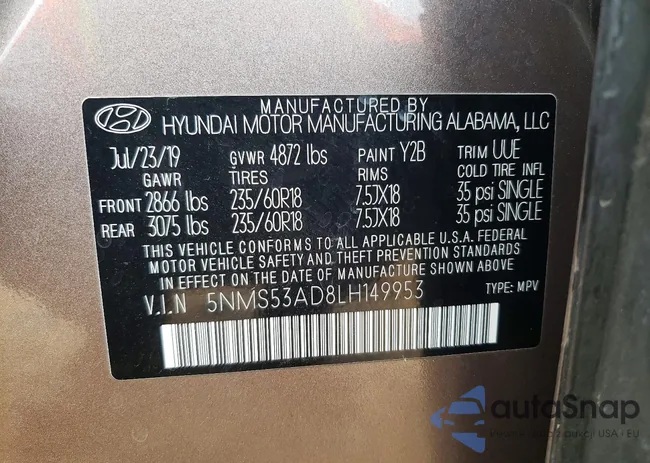 MANUFACTURED BY
HYUNDAI MOTOR MANUFACTURING ALABAMA, LLC
Jul/23/19 GVWR 4872 lbs PAINT Y2B TRIM UUE
GAWR TIRES RIMS COLD TIRE INFL
FRONT 2866 lbs 235/60R18 7.5JX18 35 psi SINGLE
REAR 3075 lbs 235/60R18 7.5JX18 35 psi SINGLE
THIS VEHICLE CONFORMS TO ALL APPLICABLE U.S.A. FEDERAL
MOTOR VEHICLE SAFETY AND THEFT PREVENTION STANDARDS
IN EFFECT ON THE DATE OF MANUFACTURE SHOWN ABOVE.
V.I.N 5NMS53AD8LH149953 TYPE: MPV
autoSnap
aukcji USA - EU